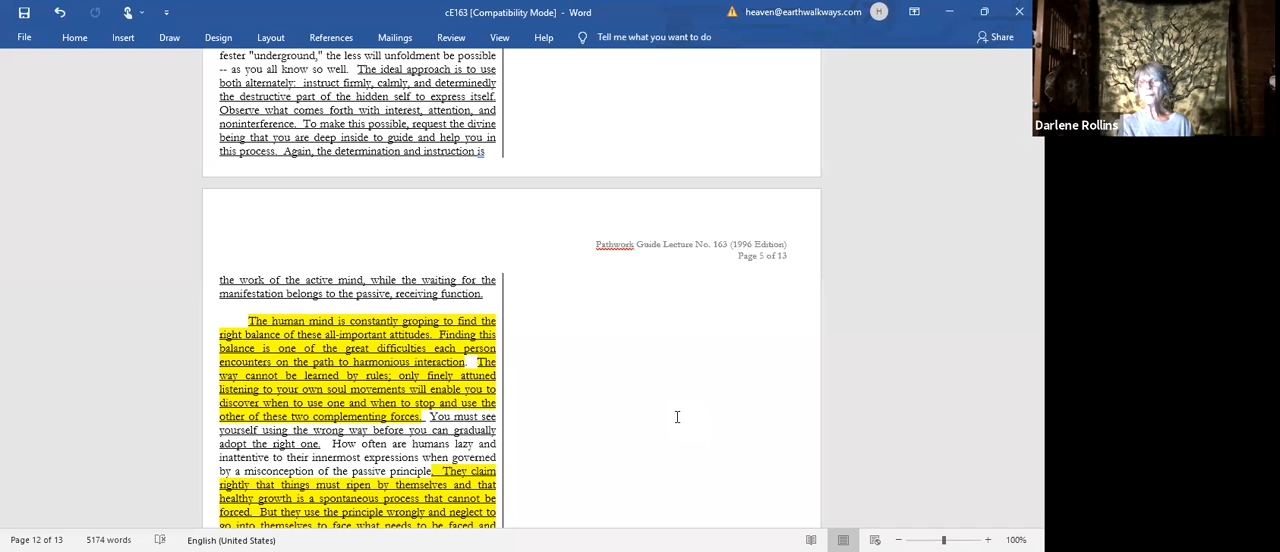 cE163 [Compatibility Mode] - Word
heaven@earthwalkways.com
H
File
Home
Insert
Draw
Design
Layout
References
Mailings
Review
View
Help
Tell me what you want to do
Share
fester "underground," the less will unfoldment be possible
-- as you all know so well. The ideal approach is to use
both alternately: instruct firmly, calmly, and determinedly
the destructive part of the hidden self to express itself.
Observe what comes forth with interest, attention, and
noninterference. To make this possible, request the divine
being that you are deep inside to guide and help you in
this process. Again, the determination and instruction is
Darlene Rollins
Pathwork Guide Lecture No. 163 (1996 Edition)
Page 5 of 13
the work of the active mind, while the waiting for the
manifestation belongs to the passive, receiving function.
The human mind is constantly groping to find the
right balance of these all-important attitudes. Finding this
balance is one of the great difficulties each person
encounters on the path to harmonious interaction. The
way cannot be learned by rules; only finely attuned
listening to your own soul movements will enable you to
discover when to use one and when to stop and use the
other of these two complementing forces. You must see
yourself using the wrong way before you can gradually
adopt the right one. How often are humans lazy and
inattentive to their innermost expressions when governed
by a misconception of the passive principle. They claim
rightly that things must ripen by themselves and that
healthy growth is a spontaneous process that cannot be
forced. But they use the principle wrongly and neglect to
go into themselves to face what needs to be faced and
Page 12 of 13
5174 words
English (United States)
100%